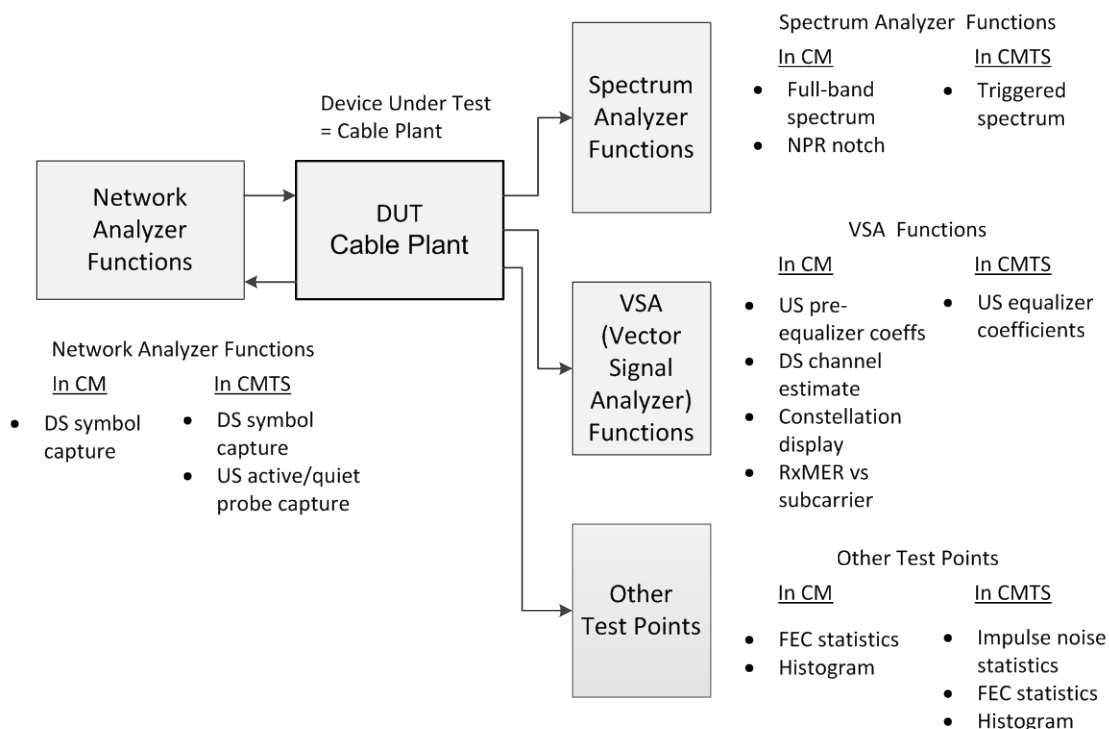 Spectrum Analyzer Functions
In CM
Full-band
spectrum
NPR notch
In CMTS
Triggered
spectrum
Spectrum
Analyzer
Functions
Device Under Test
= Cable Plant
Network
Analyzer
Functions
DUT
Cable Plant
VSA Functions
In CM
US pre-
equalizer coeffs
DS channel
estimate
Constellation
display
RxMER vs
subcarrier
In CMTS
US equalizer
coefficients
VSA
(Vector
Signal
Analyzer)
Functions
Network Analyzer Functions
In CM
DS symbol
capture
In CMTS
DS symbol
capture
US active/quiet
probe capture
Other
Test Points
Other Test Points
In CM
FEC statistics
Histogram
In CMTS
Impulse noise
statistics
FEC statistics
Histogram